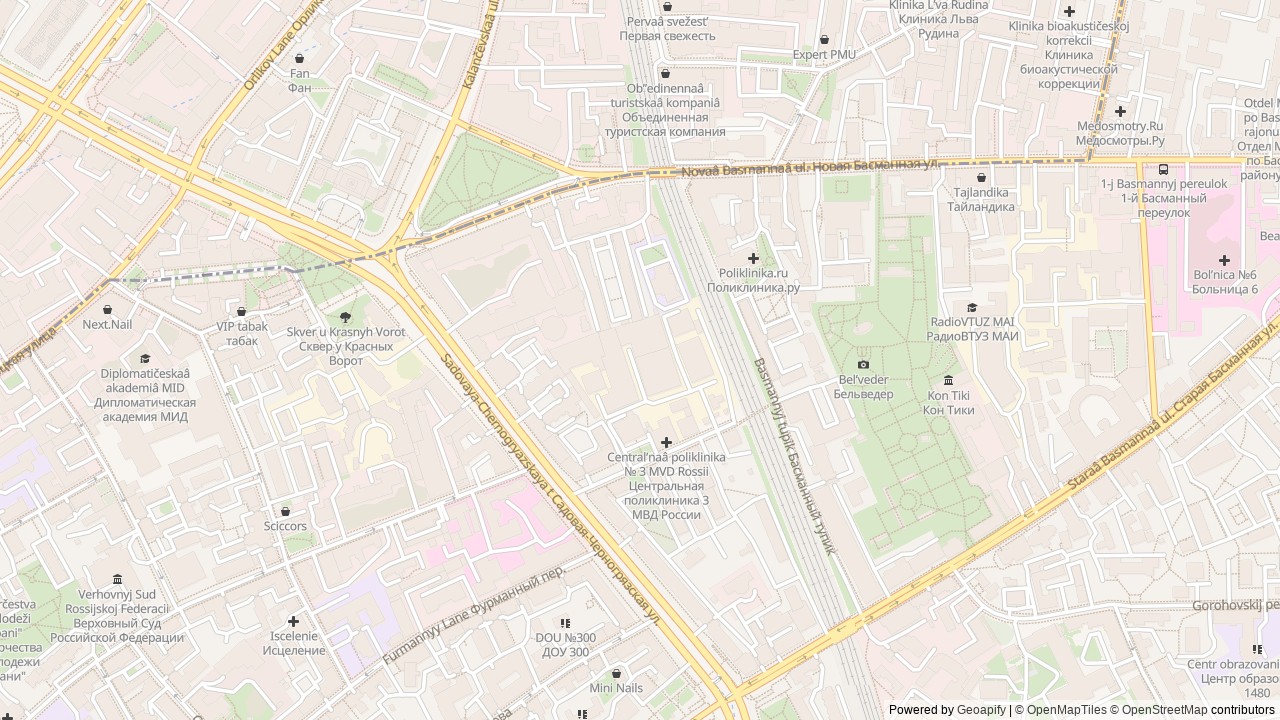 Klinika L'va Rudina
Клиника Льва
Рудина
Pervaâ svežest'
Первая свежесть
Klinika bioakustičeskoj
korrekcii
Клиника
биоакустической
коррекции
Expert PMU
Orlikov Lane
Kalančevskaâ ul.
Fan
Фан
Ob"edinennaâ
turistskaâ kompaniâ
Объединенная
туристская компания
Medosmotry.Ru
Медосмотры.Ру
Otdel
Novaâ Basmannaâ ul. Новая Басманная ул.
Tajlandika
Тайландика
1-j Basmannyj pereulok
1-й Басманный
переулок
Poliklinika.ru
Поликлиника.ру
Bol'nica №6
Больница 6
Next.Nail
VIP tabak
табак
Skver u Krasnyh Vorot
Сквер у Красных
Ворот
RadioVTUZ MAI
РадиоВТУЗ МАИ
улица
Diplomatičeskaâ
akademiâ MID
Дипломатическая
академия МИД
Bel'veder
Бельведер
Kon Tiki
Кон Тики
Sadovaya-Chernogryazskaya t Садовая-Черногрязская ул.
Basmannyj tupik Басманный тупик
Staraâ Basmannaâ ul. Старая Басманная ул.
Central'naâ poliklinika
№ 3 MVD Rossii
Центральная
поликлиника 3
МВД России
Sciccors
Verhovnyj Sud
Rossijskoj Federacii
Верховный Суд
Российской Федерации
Iscelenie
Исцеление
Furmannyy Lane Фурманный пер.
DOU №300
ДОУ 300
Mini Nails
Gorohovskij
Centr
Центр
1480
Powered by Geoapify | © OpenMapTiles © OpenStreetMap contributors